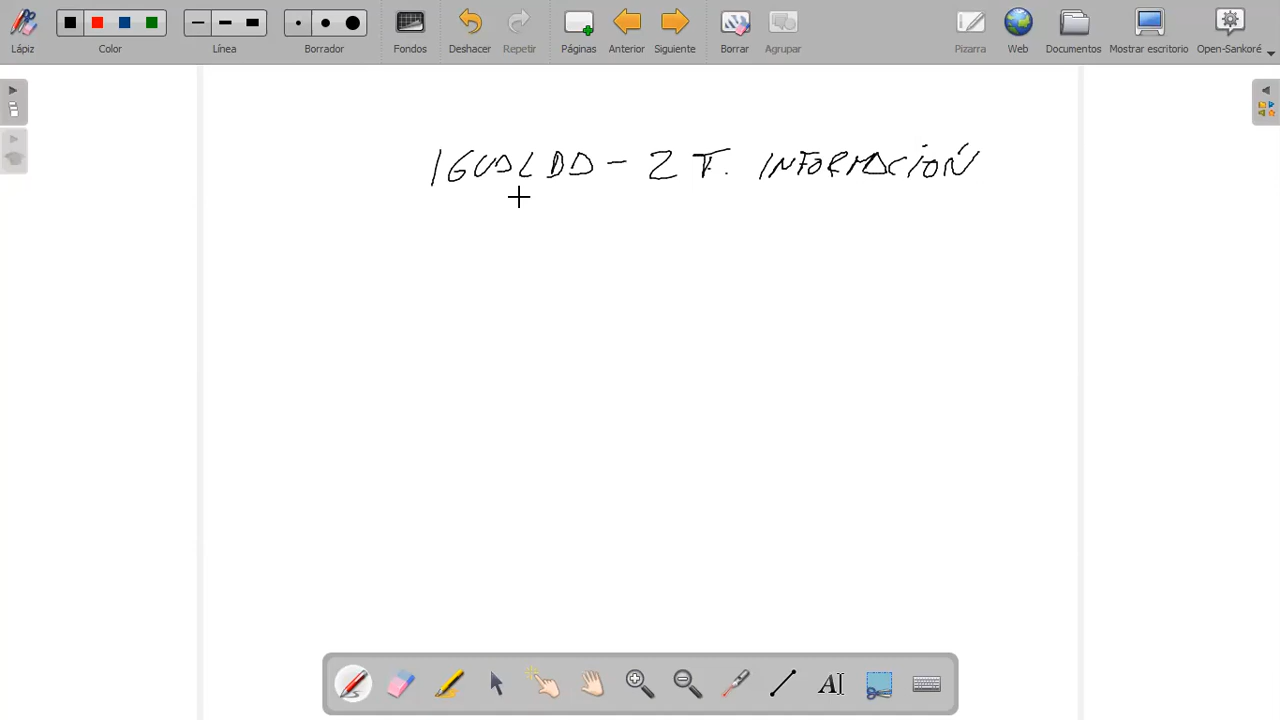 Lápiz Color Línea Borrador Fondos Deshacer Repetir Páginas Anterior Siguiente Borrar Agrupar Pizarra Web Documentos Mostrar escritorio Open-Sankoré
IGUALDAD - 2 T. INFORMACIÓN
AI